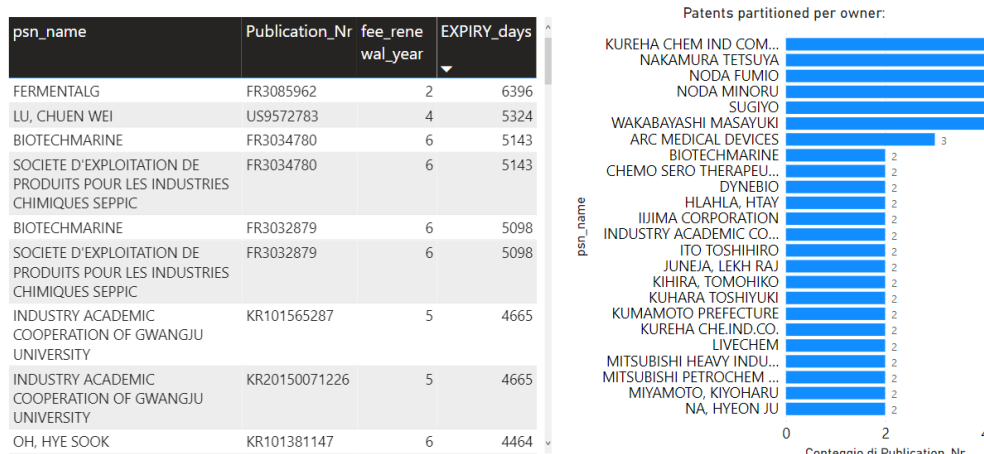 psn_name Publication_Nr fee_rene EXPIRY_days
wal_year
FERMENTALG FR3085962 2 6396
LU, CHUEN WEI US9572783 4 5324
BIOTECHMARINE FR3034780 6 5143
SOCIETE D'EXPLOITATION DE FR3034780 6 5143
PRODUITS POUR LES INDUSTRIES
CHIMIQUES SEPPIC
BIOTECHMARINE FR3032879 6 5098
SOCIETE D'EXPLOITATION DE FR3032879 6 5098
PRODUITS POUR LES INDUSTRIES
CHIMIQUES SEPPIC
INDUSTRY ACADEMIC KR101565287 5 4665
COOPERATION OF GWANGJU
UNIVERSITY
INDUSTRY ACADEMIC KR20150071226 5 4665
COOPERATION OF GWANGJU
UNIVERSITY
OH, HYE SOOK KR101381147 6 4464
Patents partitioned per owner:
psn_name
KUREHA CHEM IND COM...
NAKAMURA TETSUYA
NODA FUMIO
NODA MINORU
SUGIYO
WAKABAYASHI MASAYUKI
ARC MEDICAL DEVICES 3
BIOTECHMARINE 2
CHEMO SERO THERAPEU... 2
DYNEBIO 2
HLAHLA, HTAY 2
IIJIMA CORPORATION 2
INDUSTRY ACADEMIC CO... 2
ITO TOSHIHIRO 2
JUNEJA, LEKH RAJ 2
KIHIRA, TOMOHIKO 2
KUHARA TOSHIYUKI 2
KUMAMOTO PREFECTURE 2
KUREHA CHE.IND.CO. 2
LIVECHEM 2
MITSUBISHI HEAVY INDU... 2
MITSUBISHI PETROCHEM ... 2
MIYAMOTO, KIYOHARU 2
NA, HYEON JU 2
0 2 4
Conteggio di Publication_Nr